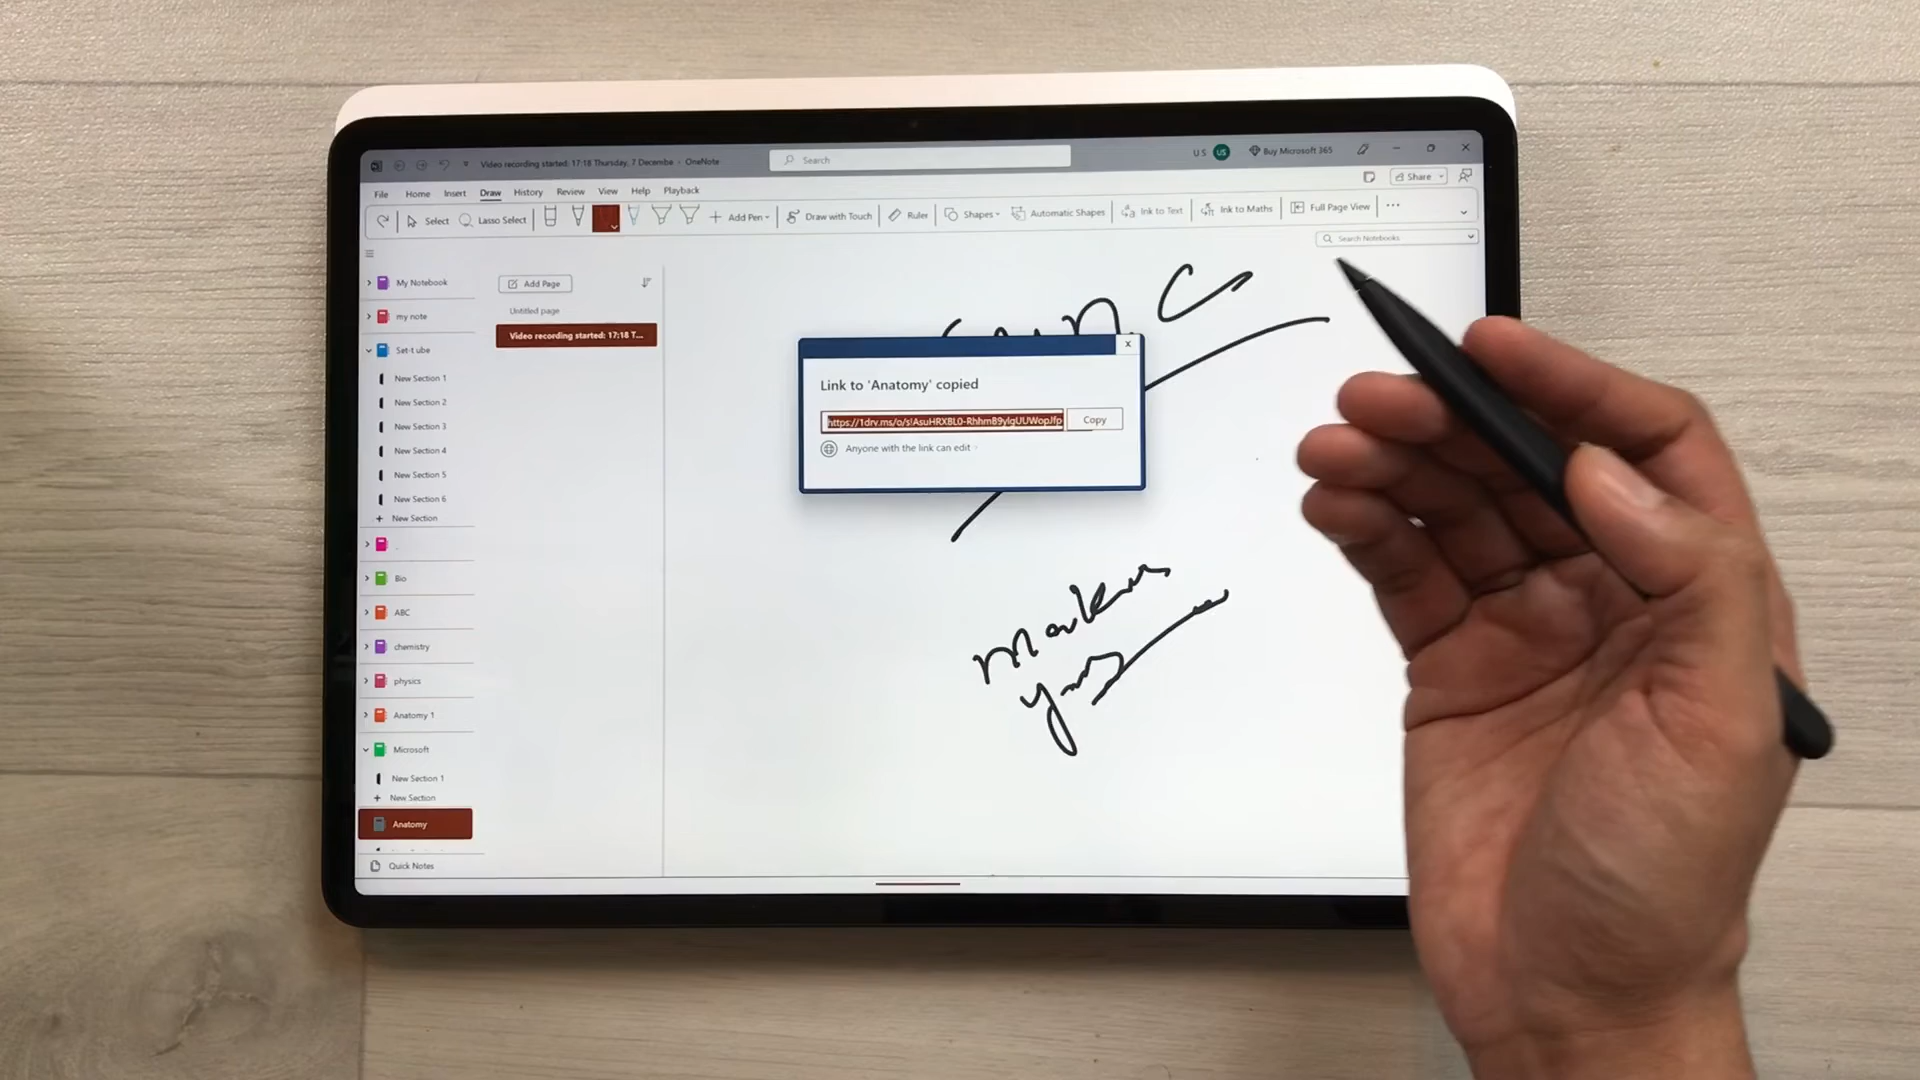 Video recording started: 17:18 Thursday, 7 Decembe - OneNote
Search
U S
US
Buy Microsoft 365
File Home Insert Draw History Review View Help Playback
Share
Select
Lasso Select
Add Pen
Draw with Touch
Ruler
Shapes
Automatic Shapes
Ink to Text
Ink to Maths
Full Page View
Search Notebooks
My Notebook
my note
Set-t ube
New Section 1
New Section 2
New Section 3
New Section 4
New Section 5
New Section 6
New Section
.
Bio
ABC
chemistry
physics
Anatomy 1
Microsoft
New Section 1
New Section
Anatomy
Quick Notes
Add Page
Untitled page
Video recording started: 17:18 T...
Link to 'Anatomy' copied
Copy
Anyone with the link can edit